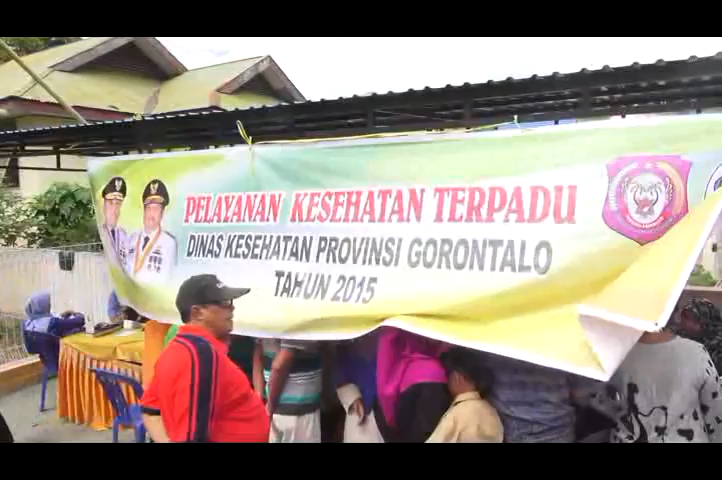 PELAYANAN KESEHATAN TERPADU
DINAS KESEHATAN PROVINSI GORONTALO
TAHUN 2015